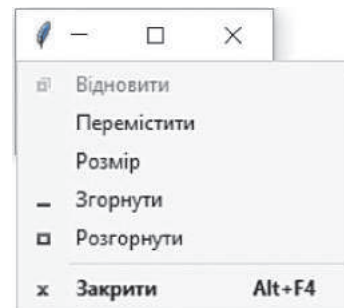 Відновити
Перемістити
Розмір
Згорнути
Розгорнути
Закрити Alt+F4